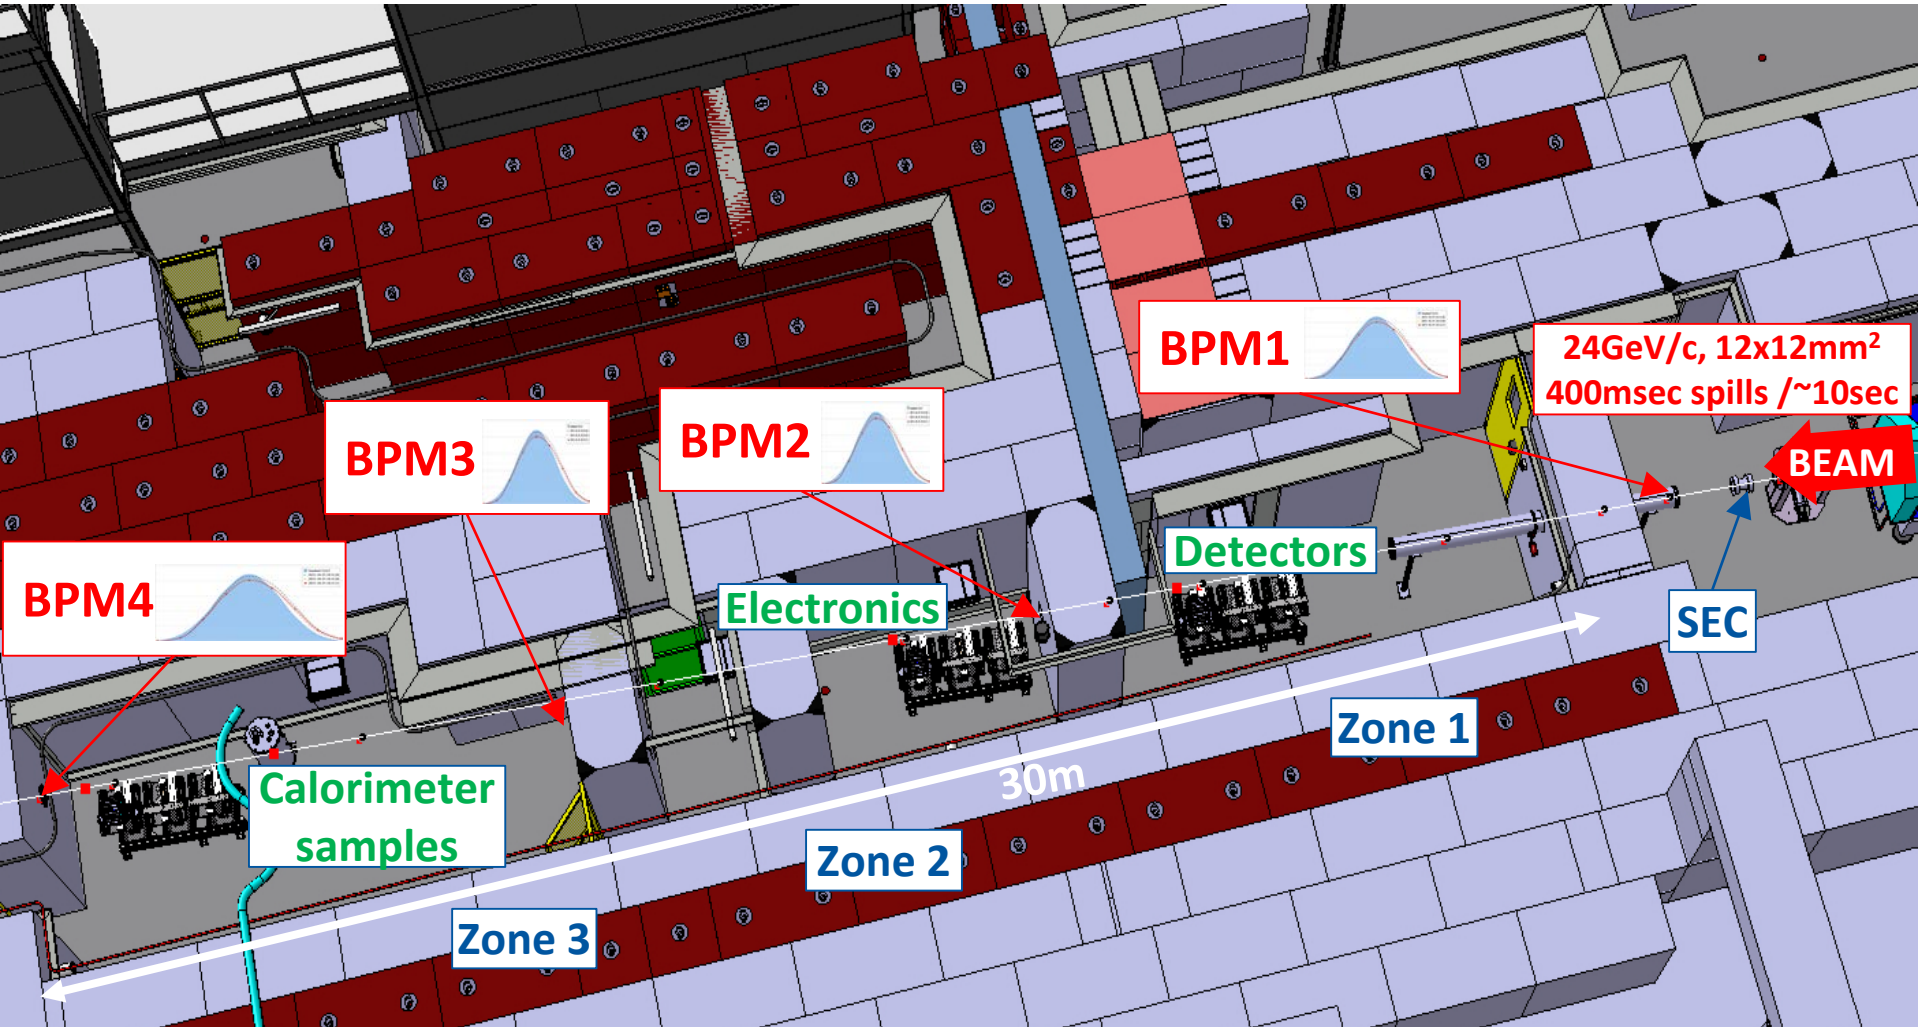 BPM1
24GeV/c, 12x12mm²
400msec spills /~10sec
BEAM
BPM2
BPM3
BPM4
Detectors
Electronics
SEC
Calorimeter
samples
30m
Zone 1
Zone 2
Zone 3